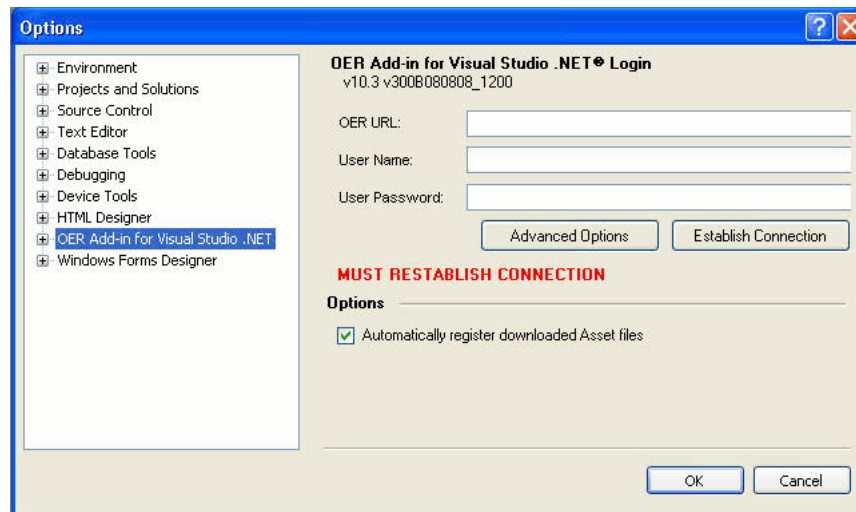 Options
Environment
Projects and Solutions
Source Control
Text Editor
Database Tools
Debugging
Device Tools
HTML Designer
OER Add-in for Visual Studio .NET
Windows Forms Designer
OER Add-in for Visual Studio .NET® Login
v10.3 v300B080808_1200
OER URL:
User Name:
User Password:
Advanced Options
Establish Connection
MUST RESTABLISH CONNECTION
Options
Automatically register downloaded Asset files
OK
Cancel